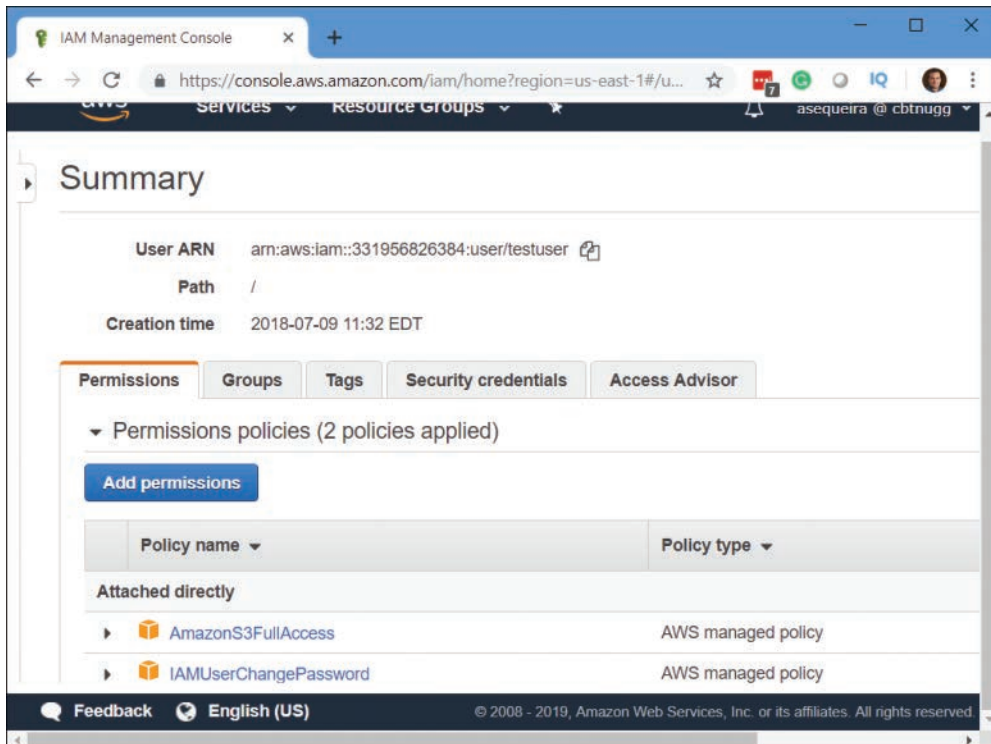 IAM Management Console
https://console.aws.amazon.com/iam/home?region=us-east-1#/u...
7
IQ
aws Services Resource Groups asequeira @ cbtnugg
Summary
User ARN arn:aws:iam::331956826384:user/testuser
Path /
Creation time 2018-07-09 11:32 EDT
Permissions Groups Tags Security credentials Access Advisor
Permissions policies (2 policies applied)
Add permissions
Policy name Policy type
Attached directly
AmazonS3FullAccess AWS managed policy
IAMUserChangePassword AWS managed policy
Feedback English (US) © 2008 - 2019, Amazon Web Services, Inc. or its affiliates. All rights reserved.